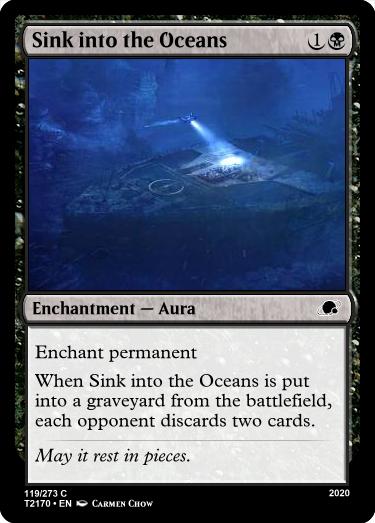 Sink into the Oceans 1
Enchantment — Aura
Enchant permanent
When Sink into the Oceans is put
into a graveyard from the battlefield,
each opponent discards two cards.
May it rest in pieces.
119/273 C 2020
T2170 • EN Carmen Chow